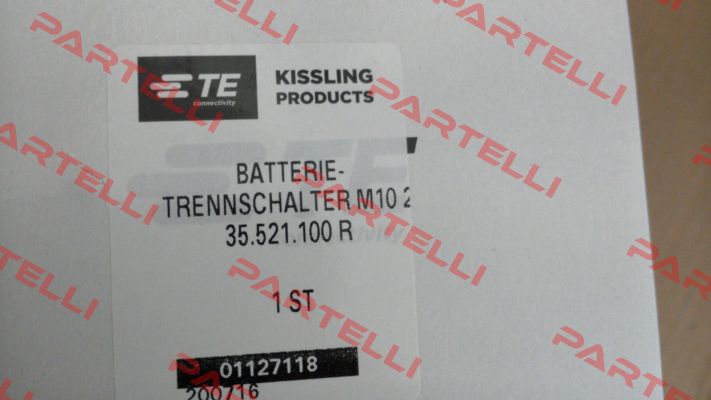 TE
connectivity
KISSLING
PRODUCTS
BATTERIE-
TRENNSCHALTER M10 2
35.521.100 R
1 ST
01127118
200716
PARTELLI
PARTELLI
PARTELLI
PARTELLI
PARTELLI
PARTELLI
PARTELLI
PARTELLI
PARTELLI